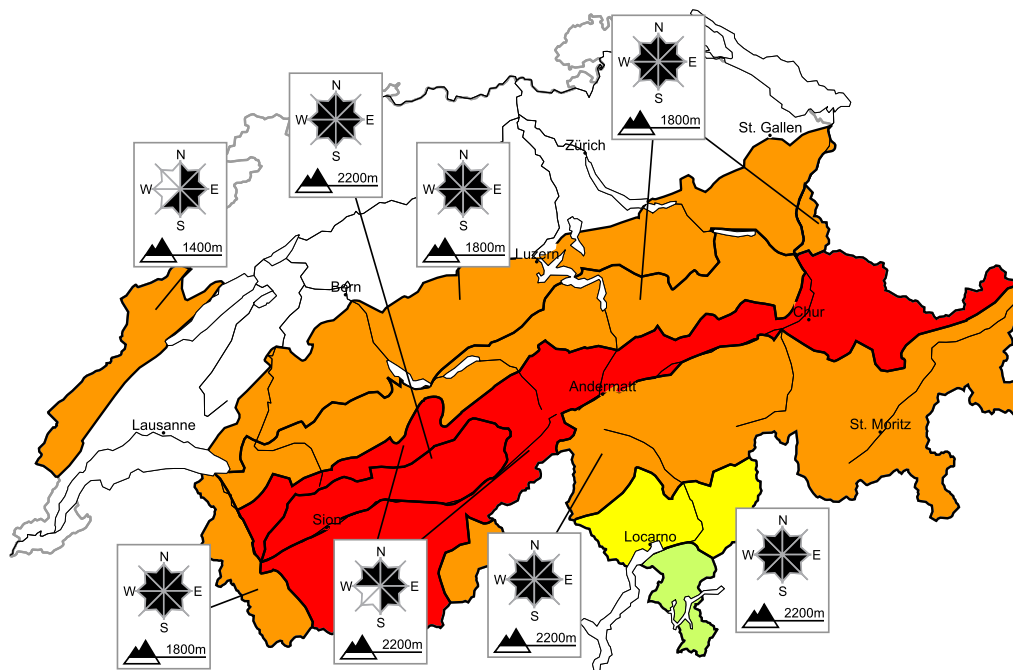 N
W E
S
1800m
St. Gallen
Zürich
N
W E
S
2200m
N
W E
S
1400m
N
W E
S
1800m
Luzern
Bern
Chur
Andermatt
Lausanne
St. Moritz
Sion
Locarno
N
W E
S
2200m
N
W E
S
2200m
N
W E
S
1800m
N
W E
S
2200m